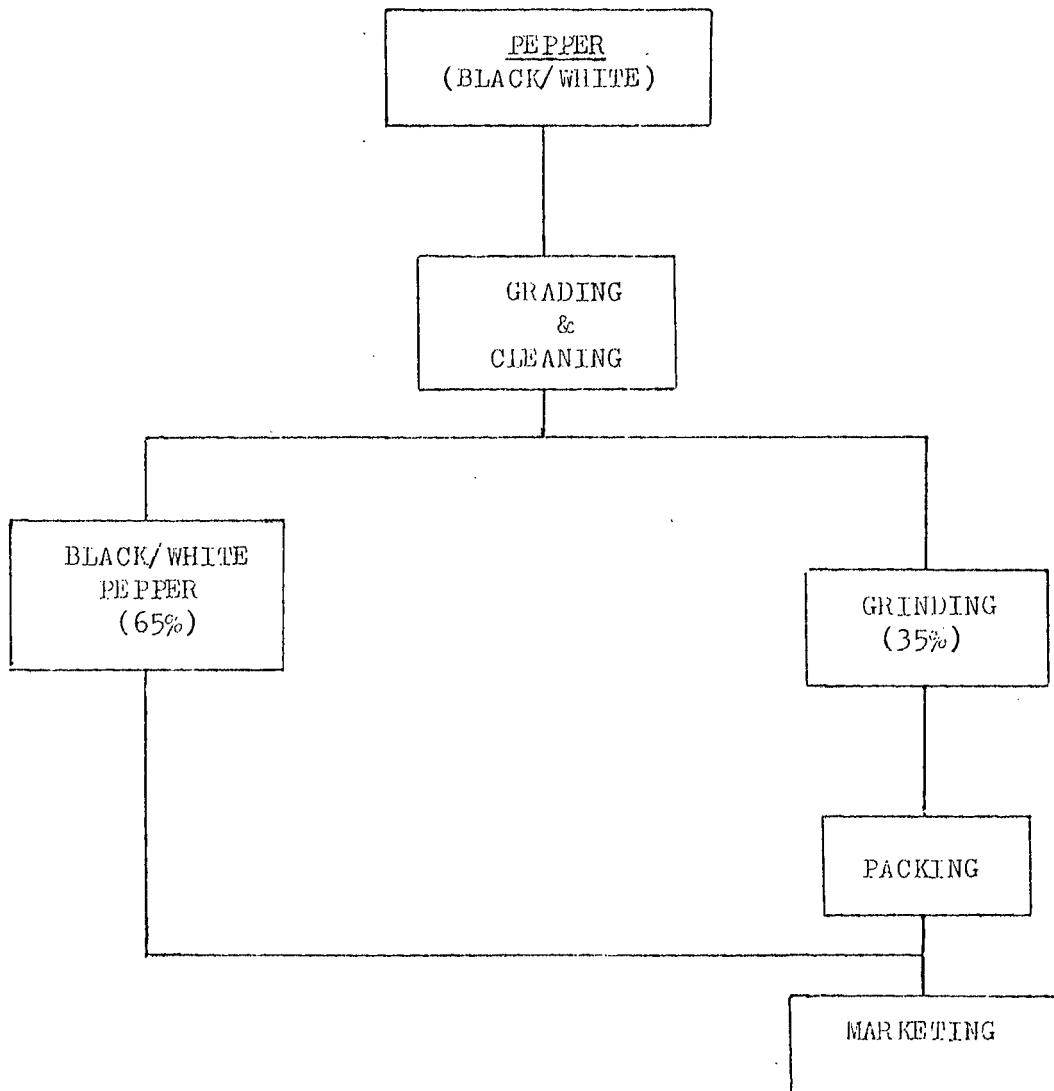 PEPPER
(BLACK/WHITE)
GRADING
&
CLEANING
BLACK/WHITE
PEPPER
(65%)
GRINDING
(35%)
PACKING
MARKETING